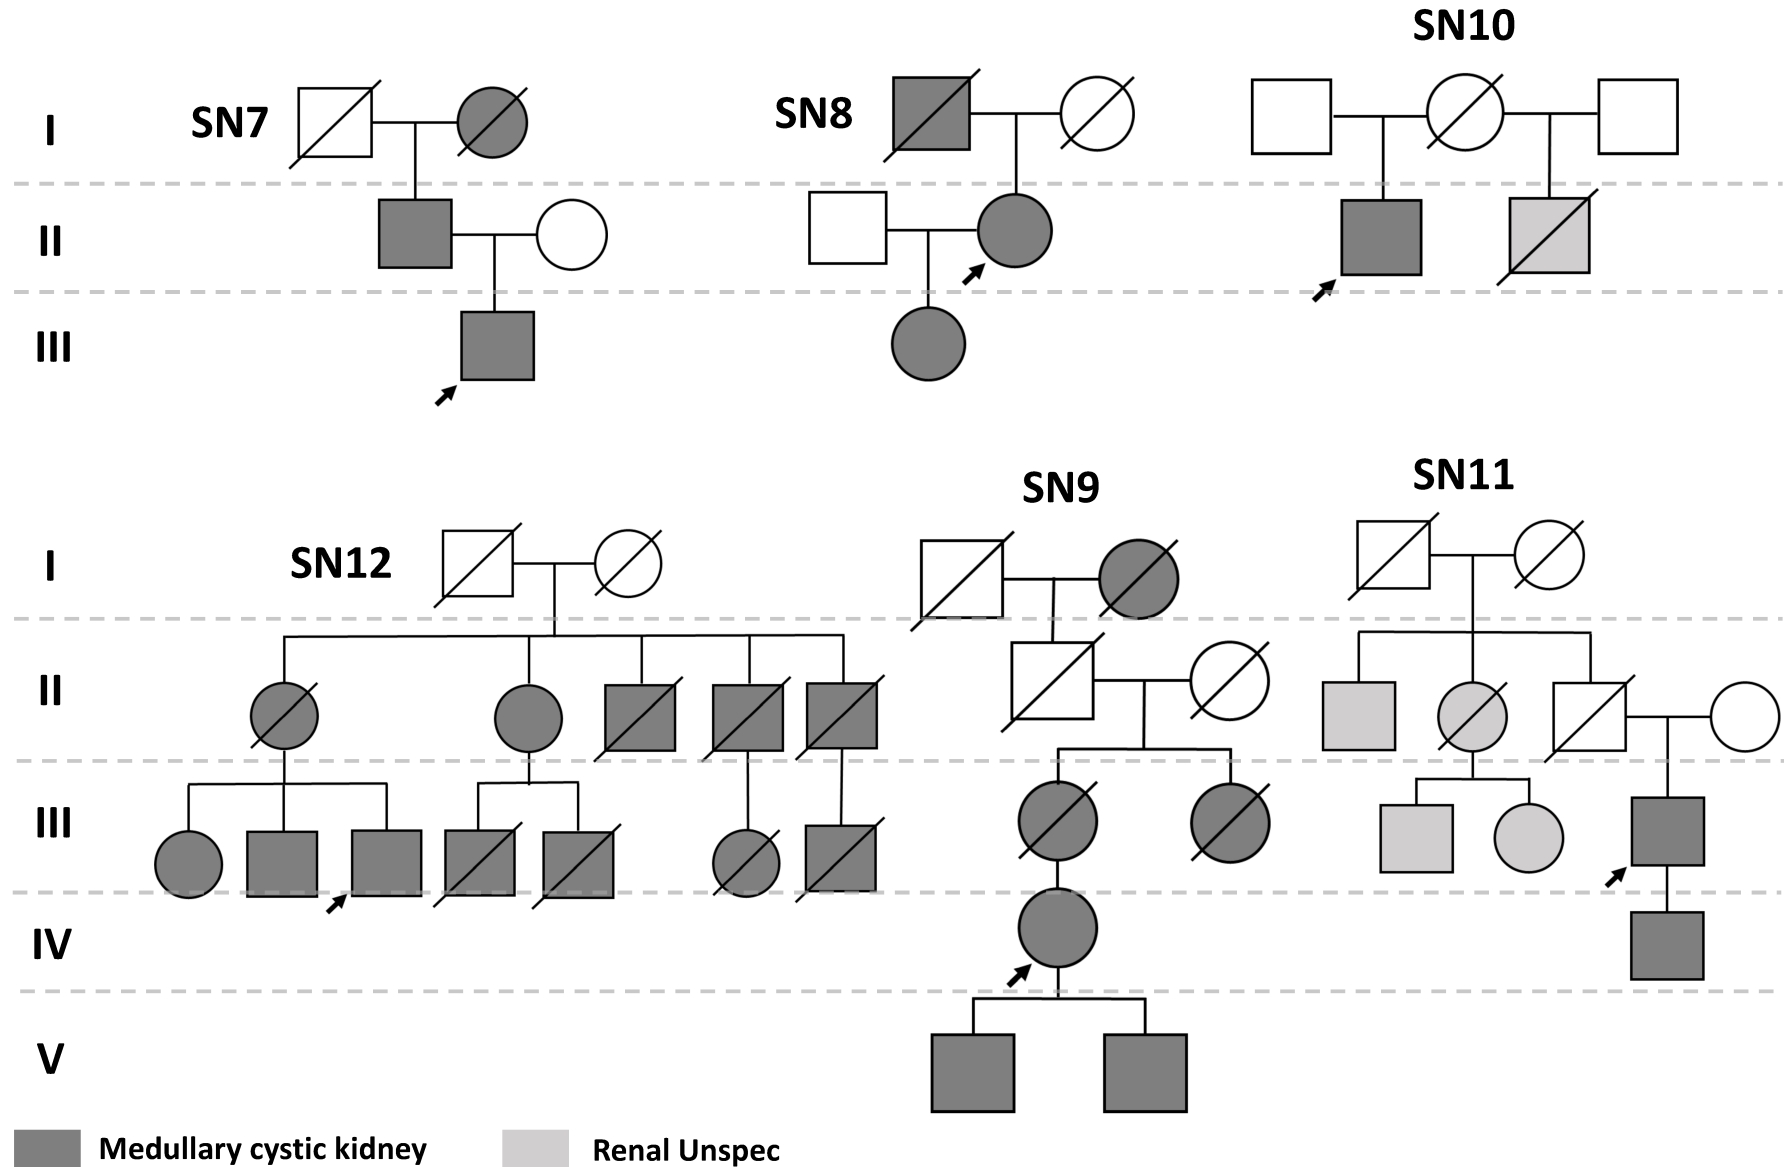 SN10
SN7
SN8
I
II
III
SN11
SN9
SN12
I
II
III
IV
V
Medullary cystic kidney
Renal Unspec